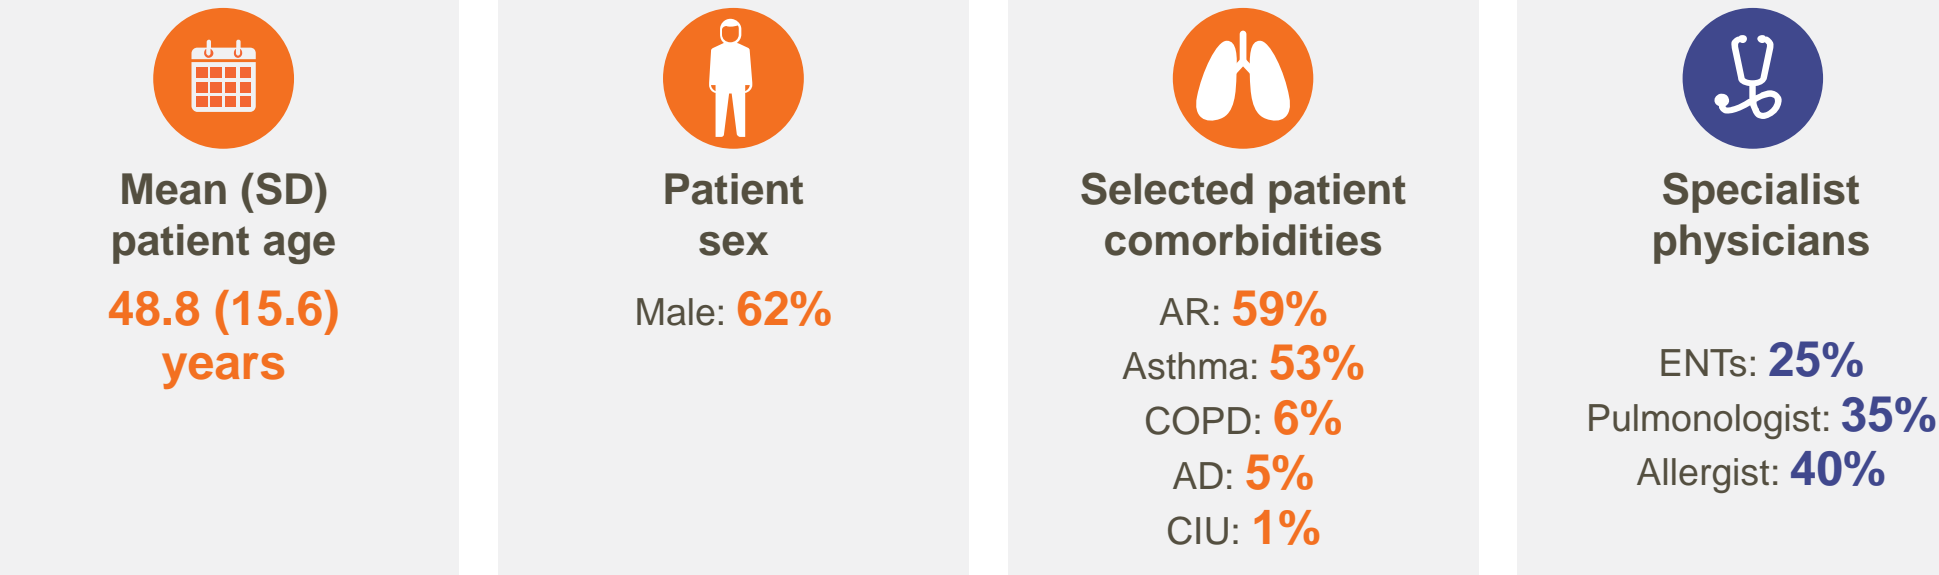 Mean (SD)
patient age
48.8 (15.6)
years
Patient
sex
Male: 62%
Selected patient
comorbidities
AR: 59%
Asthma: 53%
COPD: 6%
AD: 5%
CIU: 1%
Specialist
physicians
ENTs: 25%
Pulmonologist: 35%
Allergist: 40%